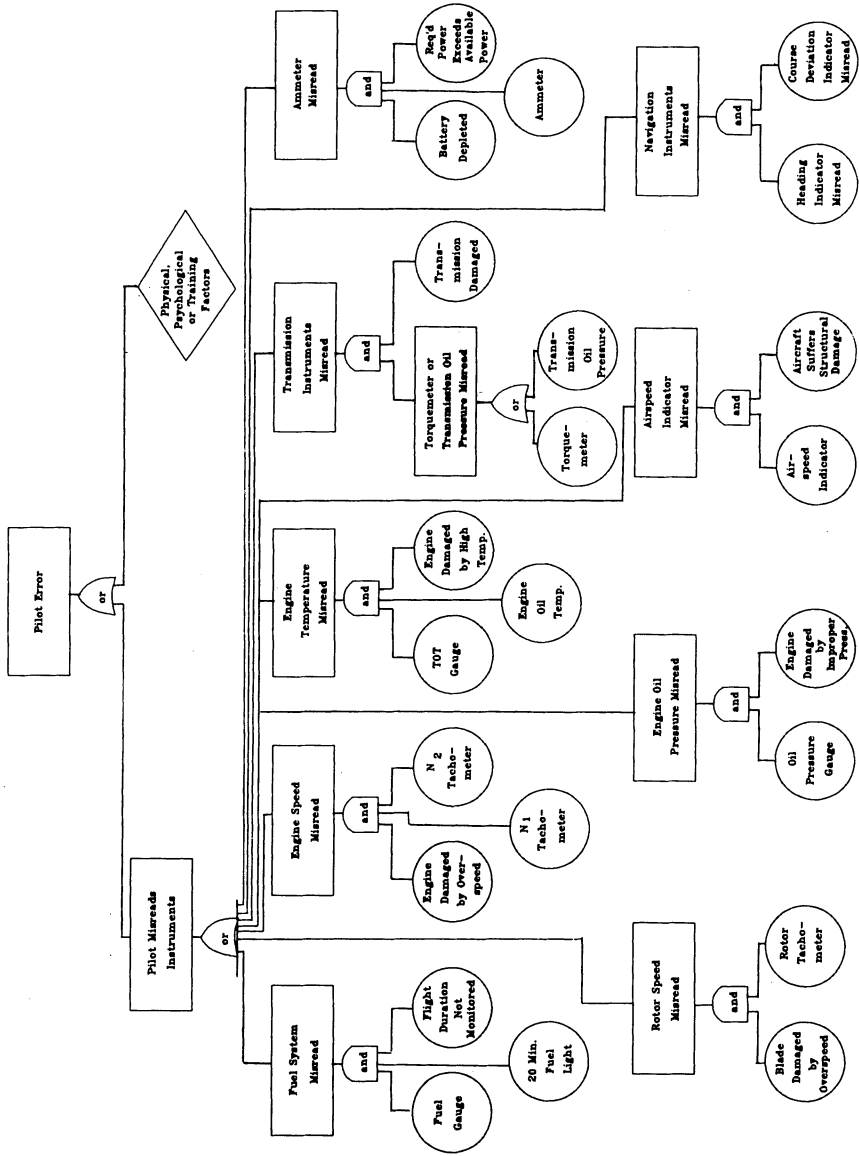 Pilot Error
or
Pilot Misreads
Instruments
Physical,
Psychological
or Training
Factors
or
Fuel System
Misread
and
Fuel
Gauge
20 Min.
Fuel
Light
Flight
Duration
Not
Monitored
Engine Speed
Misread
and
Engine
Damaged
by Over-
speed
N 1
Tacho-
meter
N 2
Tacho-
meter
Engine
Temperature
Misread
and
TOT
Gauge
Engine
Oil
Temp.
Engine
Damaged
by High
Temp.
Transmission
Instruments
Misread
and
Torquemeter or
Transmission Oil
Pressure Misread
or
Torque-
meter
Trans-
mission
Oil
Pressure
Trans-
mission
Damaged
Ammeter
Misread
and
Battery
Depleted
Ammeter
Req'd
Power
Exceeds
Available
Power
Rotor Speed
Misread
and
Blade
Damaged
by
Overspeed
Rotor
Tacho-
meter
Engine Oil
Pressure Misread
and
Oil
Pressure
Gauge
Engine
Damaged
by
Improper
Press.
Airspeed
Indicator
Misread
and
Air-
speed
Indicator
Aircraft
Suffers
Structural
Damage
Navigation
Instruments
Misread
and
Heading
Indicator
Misread
Course
Deviation
Indicator
Misread